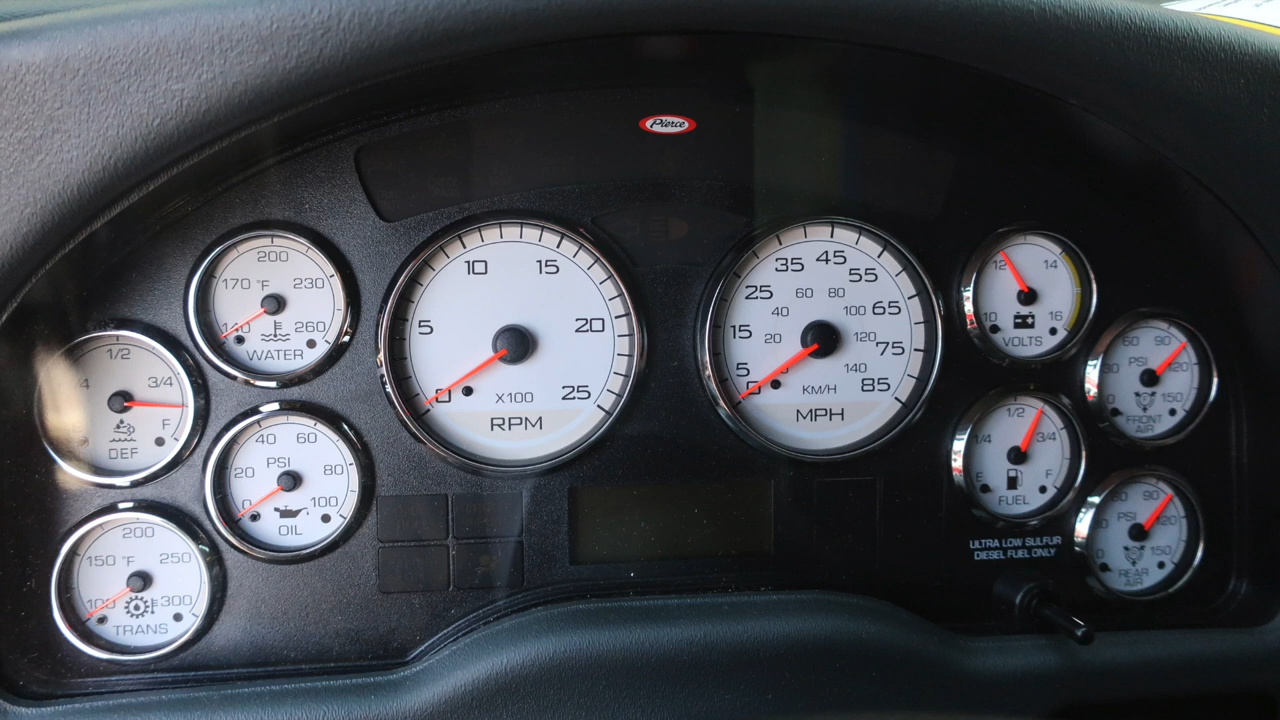 Pierce
200
170 °F 230
140 260
WATER
1/2
3/4
F
DEF
40 60
PSI
20 80
0 100
OIL
200
150 °F 250
100 300
TRANS
10 15
5 20
0 25
X100
RPM
35 45 55
25 65
15 75
5 85
0
60 80
40 100
20 120
140
KM/H
MPH
12 14
10 16
VOLTS
60 90
PSI
30 120
0 150
FRONT
AIR
1/2
1/4 3/4
E F
FUEL
60 90
PSI
30 120
0 150
REAR
AIR
ULTRA LOW SULFUR
DIESEL FUEL ONLY